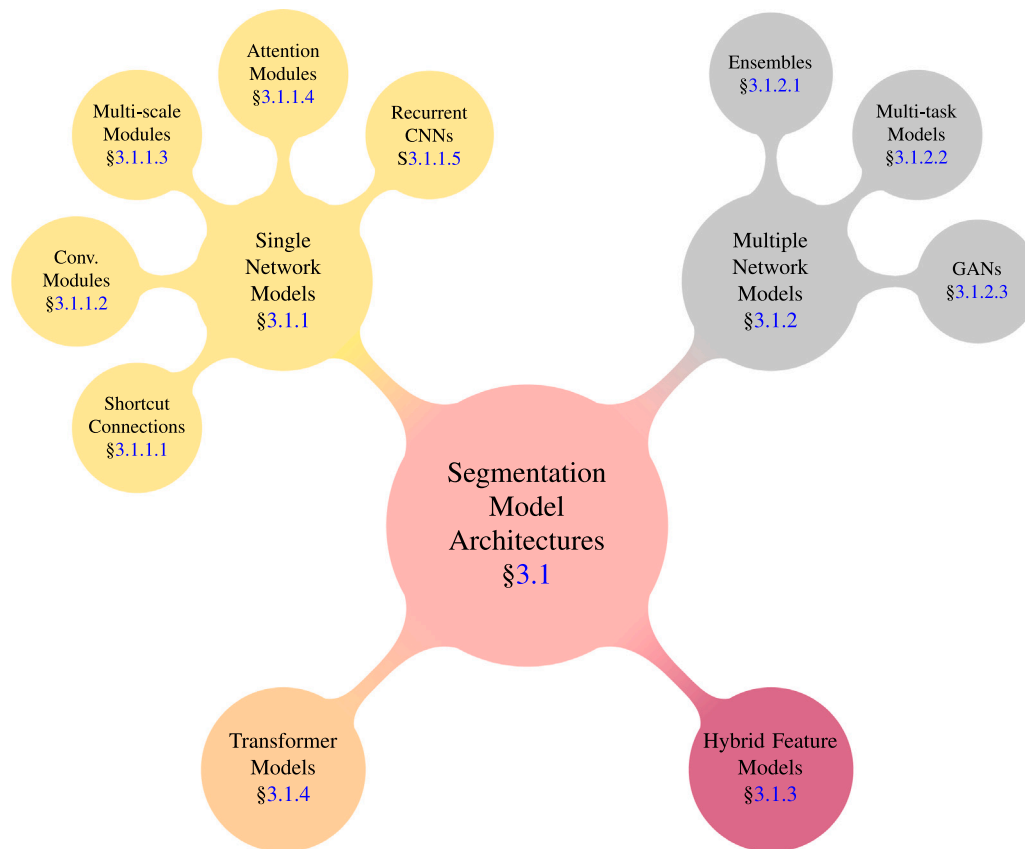 Attention
Modules
§3.1.1.4
Multi-scale
Modules
§3.1.1.3
Recurrent
CNNs
S3.1.1.5
Conv.
Modules
§3.1.1.2
Single
Network
Models
§3.1.1
Shortcut
Connections
§3.1.1.1
Ensembles
§3.1.2.1
Multi-task
Models
§3.1.2.2
Multiple
Network
Models
§3.1.2
GANs
§3.1.2.3
Segmentation
Model
Architectures
§3.1
Transformer
Models
§3.1.4
Hybrid Feature
Models
§3.1.3